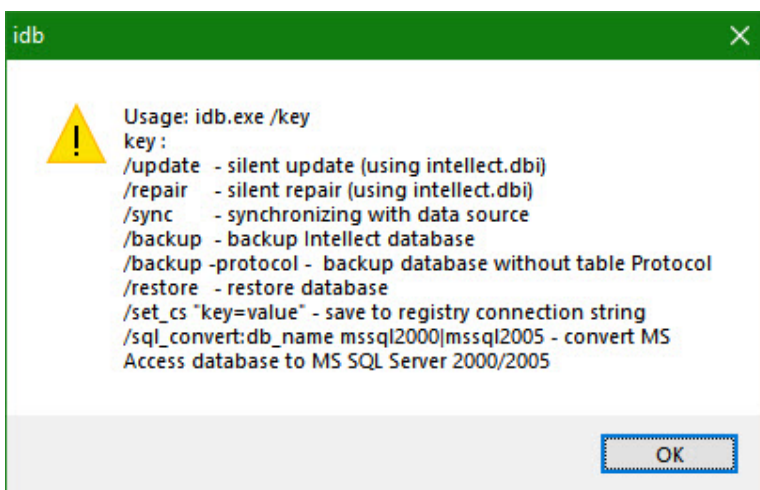 idb
Usage: idb.exe /key
key :
/update - silent update (using intellect.dbi)
/repair - silent repair (using intellect.dbi)
/sync - synchronizing with data source
/backup - backup Intellect database
/backup -protocol - backup database without table Protocol
/restore - restore database
/set_cs "key=value" - save to registry connection string
/sql_convert:db_name mssql2000|mssql2005 - convert MS
Access database to MS SQL Server 2000/2005
OK